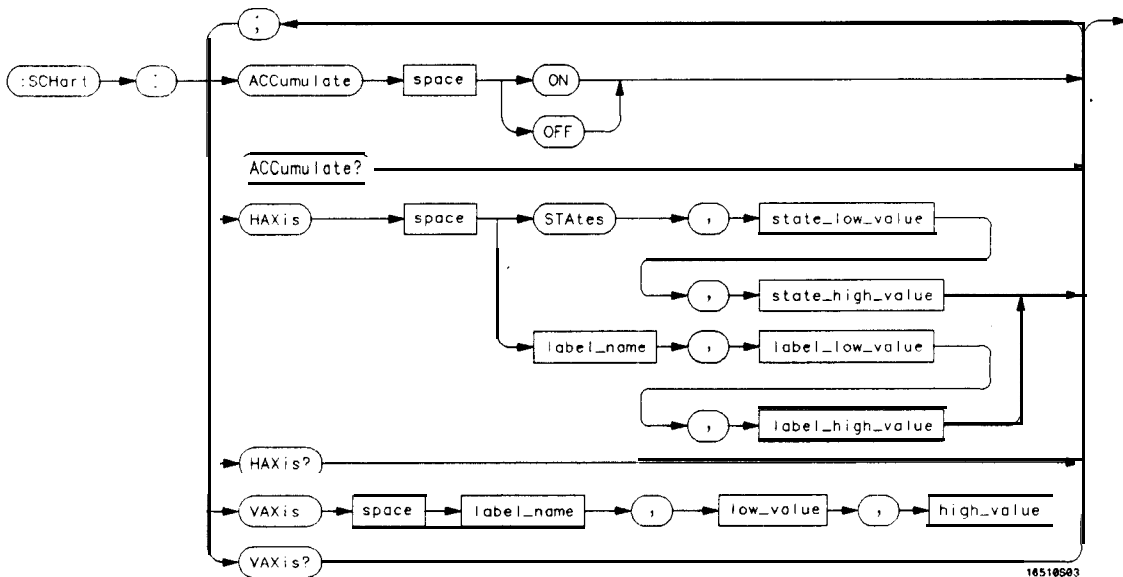 ;
:SCHart : ACCumulate space ON
OFF
ACCumulate?
HAXis space STAtes , state_low_value
, state_high_value
label_name , label_low_value
, label_high_value
HAXis?
VAXis space label_name , low_value , high_value
VAXis?
16510S03